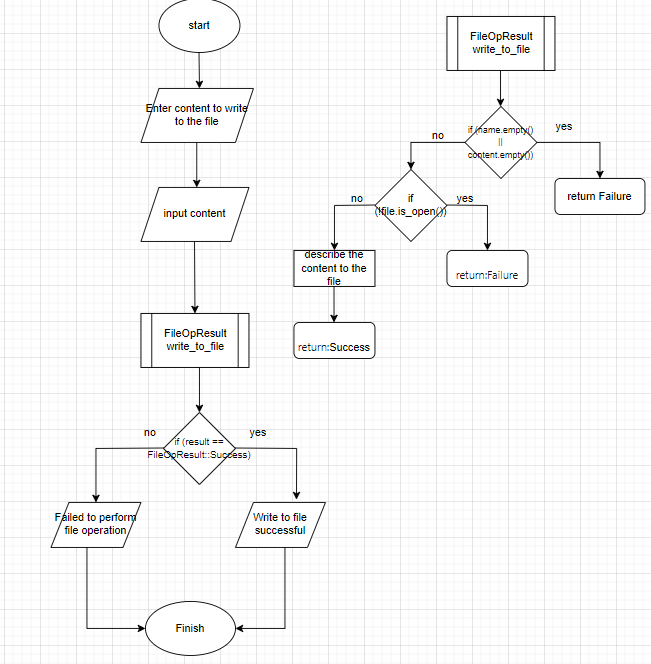 start
Enter content to write
to the file
input content
FileOpResult
write_to_file
no
yes
if (result ==
FileOpResult::Success)
Failed to perform
file operation
Write to file
successful
Finish
FileOpResult
write_to_file
no
yes
if (name.empty()
||
content.empty())
return Failure
no
yes
if
(!file.is_open())
describe the
content to the
file
return:Failure
return:Success